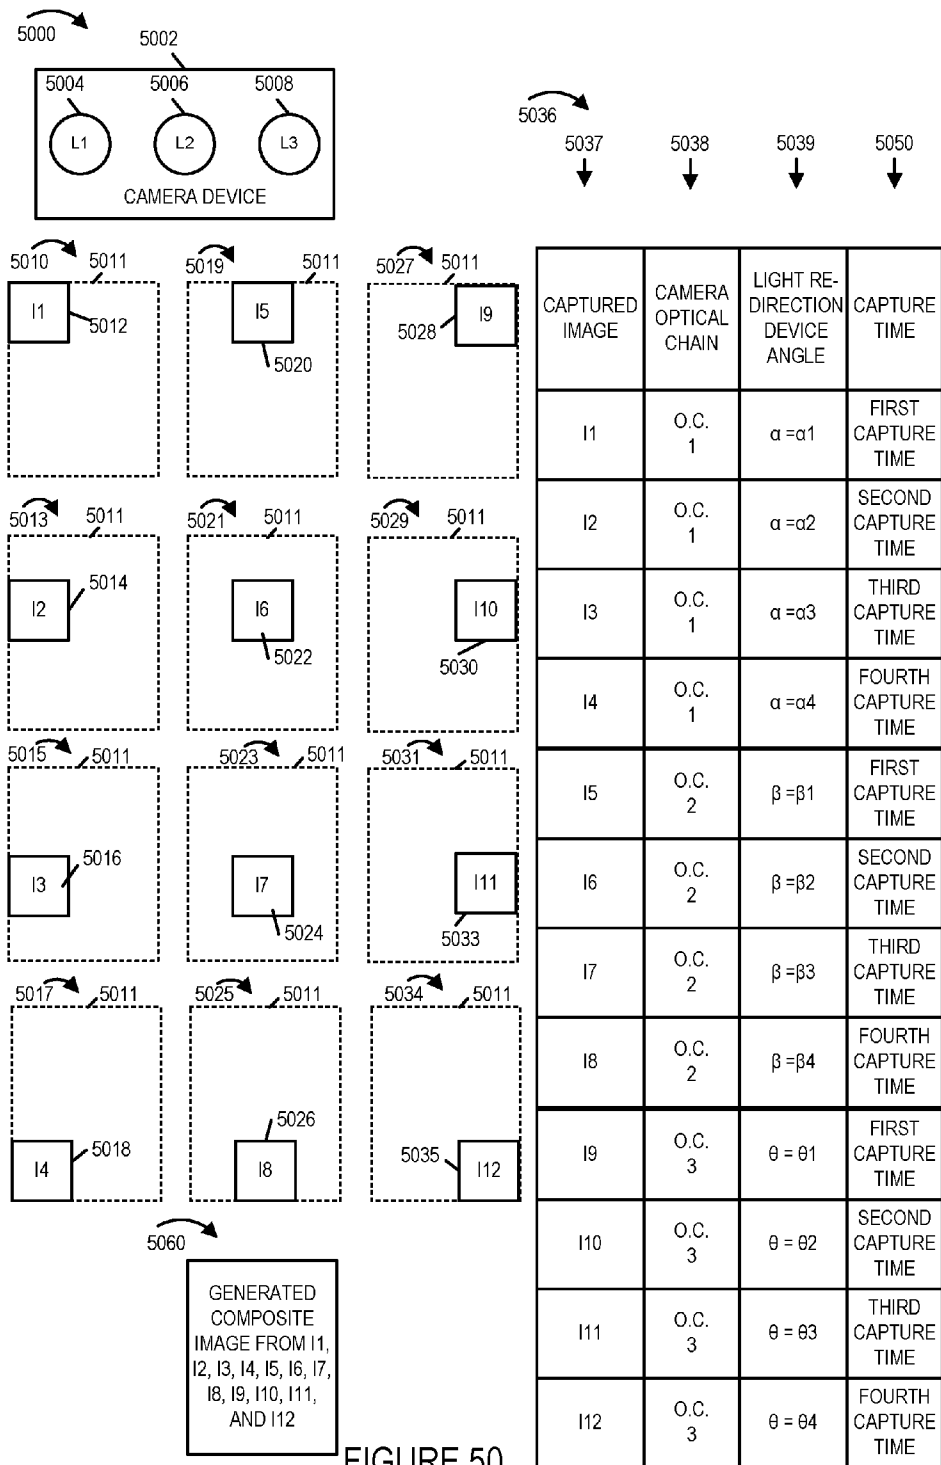 5000
5002
5004 5006 5008
L1 L2 L3
CAMERA DEVICE
5036
5037 5038 5039 5050
5010 5011 5019 5011 5027 5011
I1 5012
I5
5020
5028 I9
5013 5011 5021 5011 5029 5011
I2 5014
I6
5022
I10
5030
5015 5011 5023 5011 5031 5011
I3 5016
I7
5024
I11
5033
5017 5011 5025 5011 5034 5011
I4 5018
5026
I8
5035 I12
5060
GENERATED
COMPOSITE
IMAGE FROM I1,
I2, I3, I4, I5, I6, I7,
I8, I9, I10, I11,
AND I12
CAPTURED
IMAGE
CAMERA
OPTICAL
CHAIN
LIGHT RE-
DIRECTION
DEVICE
ANGLE
CAPTURE
TIME
I1
O.C.
1
α =α1
FIRST
CAPTURE
TIME
I2
O.C.
1
α =α2
SECOND
CAPTURE
TIME
I3
O.C.
1
α =α3
THIRD
CAPTURE
TIME
I4
O.C.
1
α =α4
FOURTH
CAPTURE
TIME
I5
O.C.
2
β =β1
FIRST
CAPTURE
TIME
I6
O.C.
2
β =β2
SECOND
CAPTURE
TIME
I7
O.C.
2
β =β3
THIRD
CAPTURE
TIME
I8
O.C.
2
β =β4
FOURTH
CAPTURE
TIME
I9
O.C.
3
θ = θ1
FIRST
CAPTURE
TIME
I10
O.C.
3
θ = θ2
SECOND
CAPTURE
TIME
I11
O.C.
3
θ = θ3
THIRD
CAPTURE
TIME
I12
O.C.
3
θ = θ4
FOURTH
CAPTURE
TIME
FIGURE 50